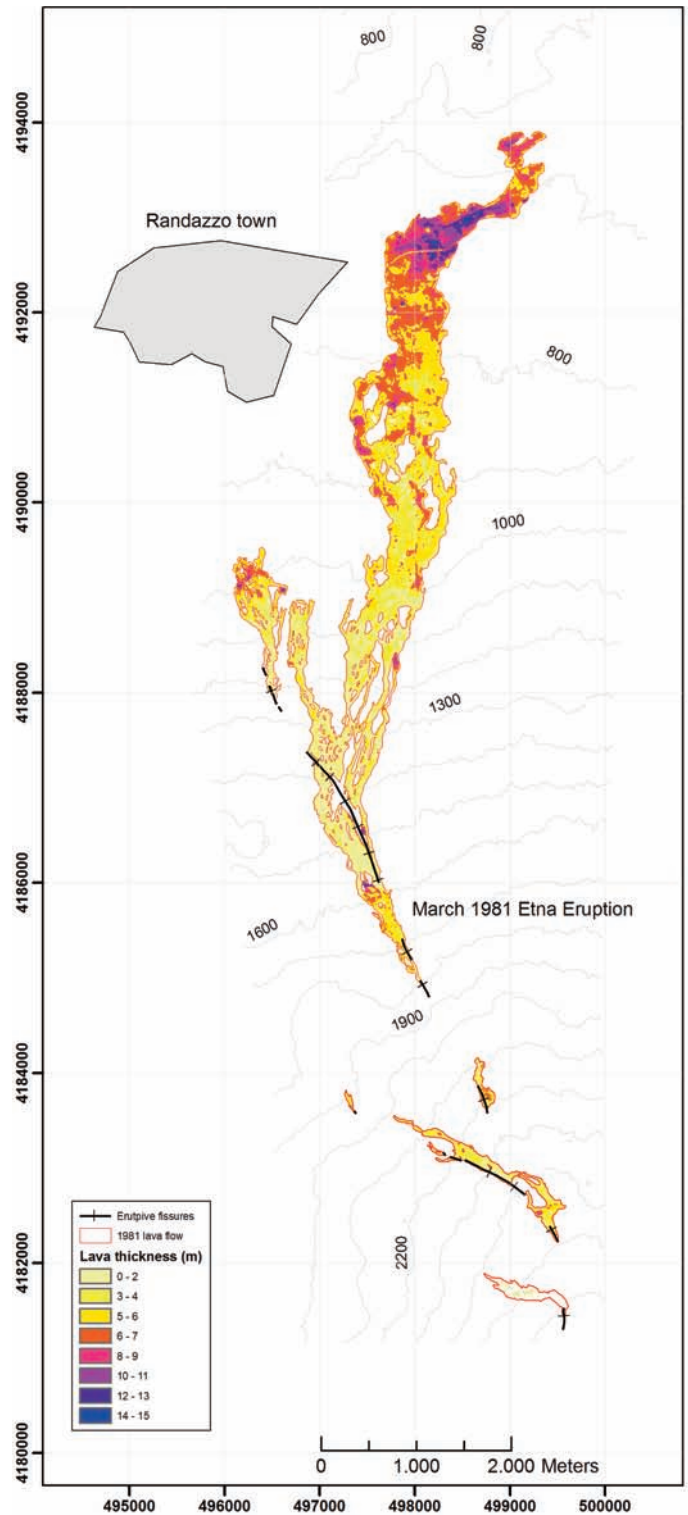 800
800
4194000
Randazzo town
4192000
800
4190000
1000
4188000
1300
4186000
March 1981 Etna Eruption
1600
1900
4184000
2200
4182000
Erutpive fissures
1981 lava flow
Lava thickness (m)
0 - 2
3 - 4
5 - 6
6 - 7
8 - 9
10 - 11
12 - 13
14 - 15
4180000
0 1.000 2.000 Meters
495000 496000 497000 498000 499000 500000